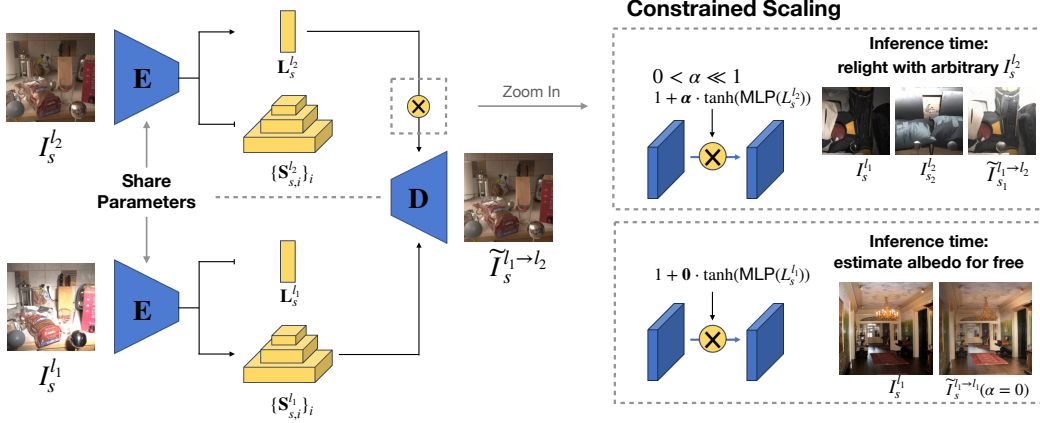 Constrained Scaling
E
L_s^{l_2}
I_s^{l_2}
{S_{s,i}^{l_2}}_i
Share
Parameters
D
Ĩ_s^{l_1→l_2}
E
L_s^{l_1}
I_s^{l_1}
{S_{s,i}^{l_1}}_i
Zoom In
0 < α ≪ 1
1 + α · tanh(MLP(L_s^{l_2}))
Inference time:
relight with arbitrary I_s^{l_2}
I_s^{l_1}
I_{s_2}^{l_2}
Ĩ_{s_1}^{l_1→l_2}
1 + 0 · tanh(MLP(L_s^{l_1}))
Inference time:
estimate albedo for free
I_s^{l_1}
Ĩ_s^{l_1→l_1}(α = 0)